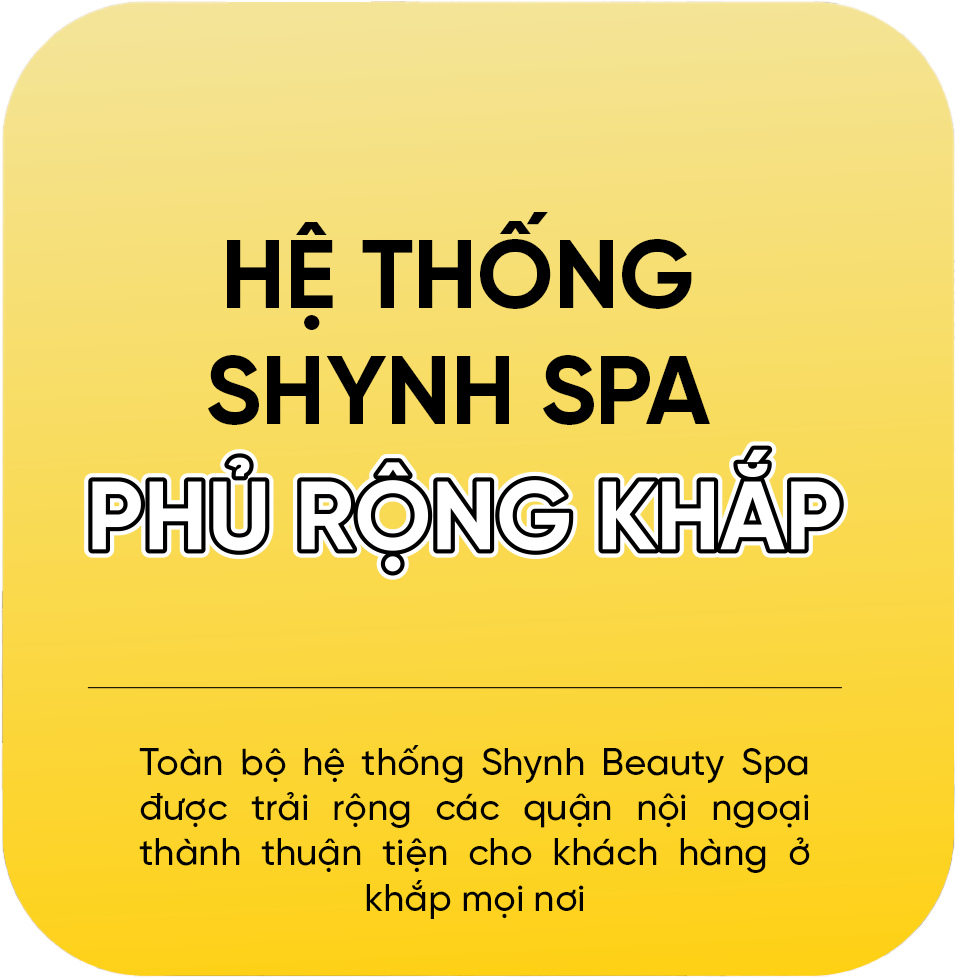 HỆ THỐNG
SHYNH SPA
PHỦ RỘNG KHẮP
Toàn bộ hệ thống Shynh Beauty Spa
được trải rộng các quận nội ngoại
thành thuận tiện cho khách hàng ở
khắp mọi nơi